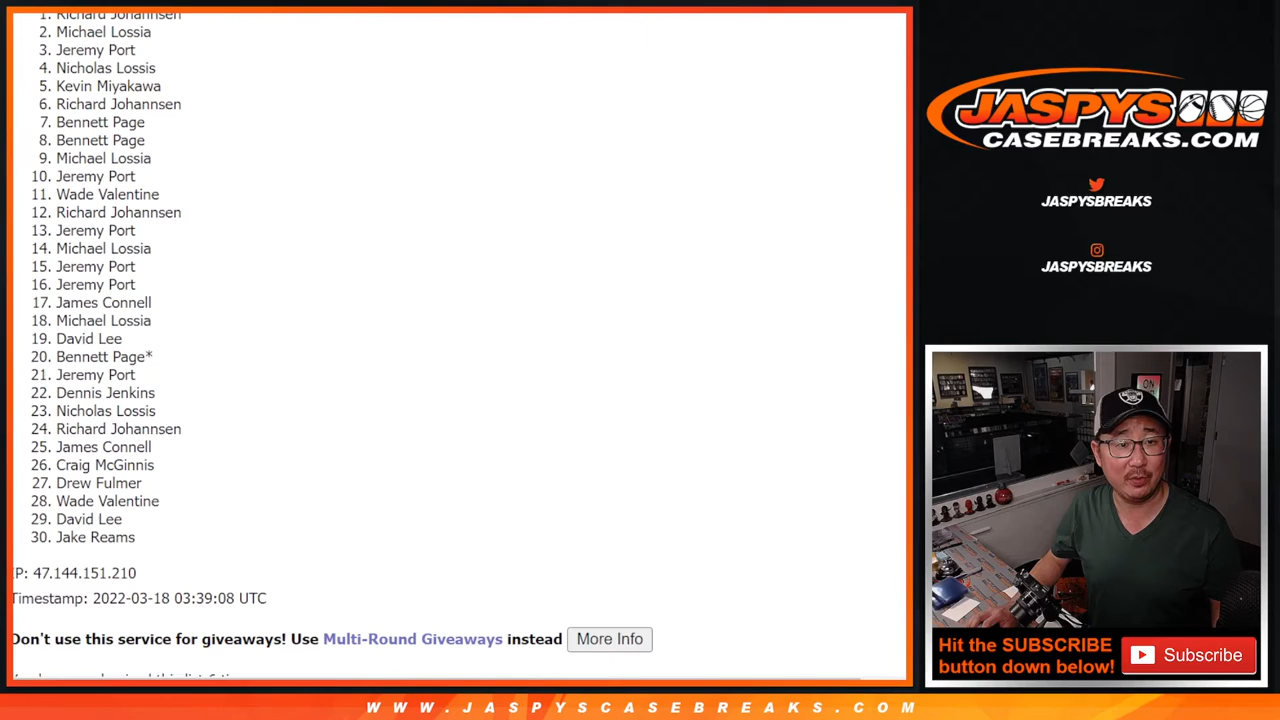 1. Richard Johannsen
2. Michael Lossia
3. Jeremy Port
4. Nicholas Lossis
5. Kevin Miyakawa
6. Richard Johannsen
7. Bennett Page
8. Bennett Page
9. Michael Lossia
10. Jeremy Port
11. Wade Valentine
12. Richard Johannsen
13. Jeremy Port
14. Michael Lossia
15. Jeremy Port
16. Jeremy Port
17. James Connell
18. Michael Lossia
19. David Lee
20. Bennett Page*
21. Jeremy Port
22. Dennis Jenkins
23. Nicholas Lossis
24. Richard Johannsen
25. James Connell
26. Craig McGinnis
27. Drew Fulmer
28. Wade Valentine
29. David Lee
30. Jake Reams
IP: 47.144.151.210
Timestamp: 2022-03-18 03:39:08 UTC
Don't use this service for giveaways! Use Multi-Round Giveaways instead More Info
JASPYS
CASEBREAKS.COM
JASPYSBREAKS
JASPYSBREAKS
ON
Hit the SUBSCRIBE
button down below!
Subscribe
WWW.JASPYSCASEBREAKS.COM